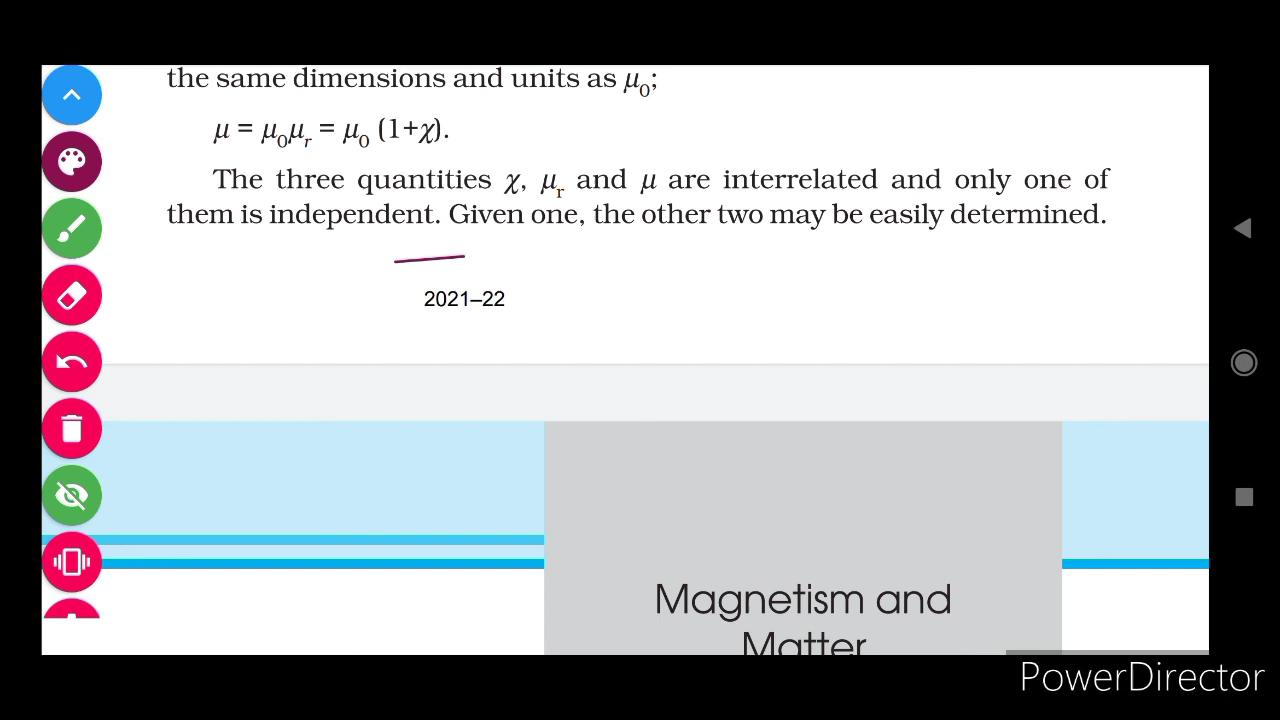 the same dimensions and units as μ₀;
μ = μ₀μᵣ = μ₀ (1+χ).
The three quantities χ, μᵣ and μ are interrelated and only one of
them is independent. Given one, the other two may be easily determined.
2021–22
Magnetism and
Matter
PowerDirector